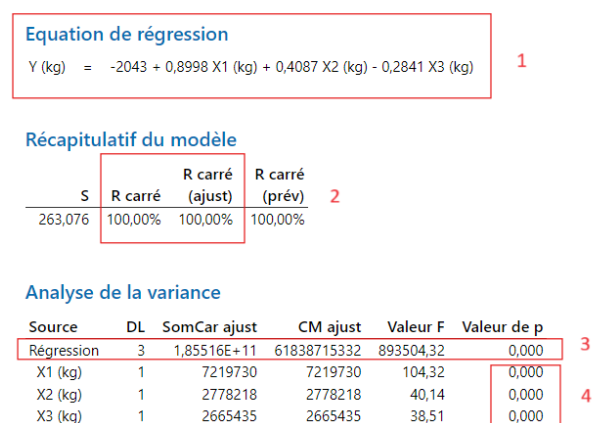 Equation de régression
Y (kg) = -2043 + 0,8998 X1 (kg) + 0,4087 X2 (kg) - 0,2841 X3 (kg)
1
Récapitulatif du modèle
R carré R carré
S R carré (ajust) (prév)
2
263,076 100,00% 100,00% 100,00%
Analyse de la variance
Source DL SomCar ajust CM ajust Valeur F Valeur de p
Régression 3 1,85516E+11 61838715332 893504,32 0,000
3
X1 (kg) 1 7219730 7219730 104,32 0,000
X2 (kg) 1 2778218 2778218 40,14 0,000
4
X3 (kg) 1 2665435 2665435 38,51 0,000